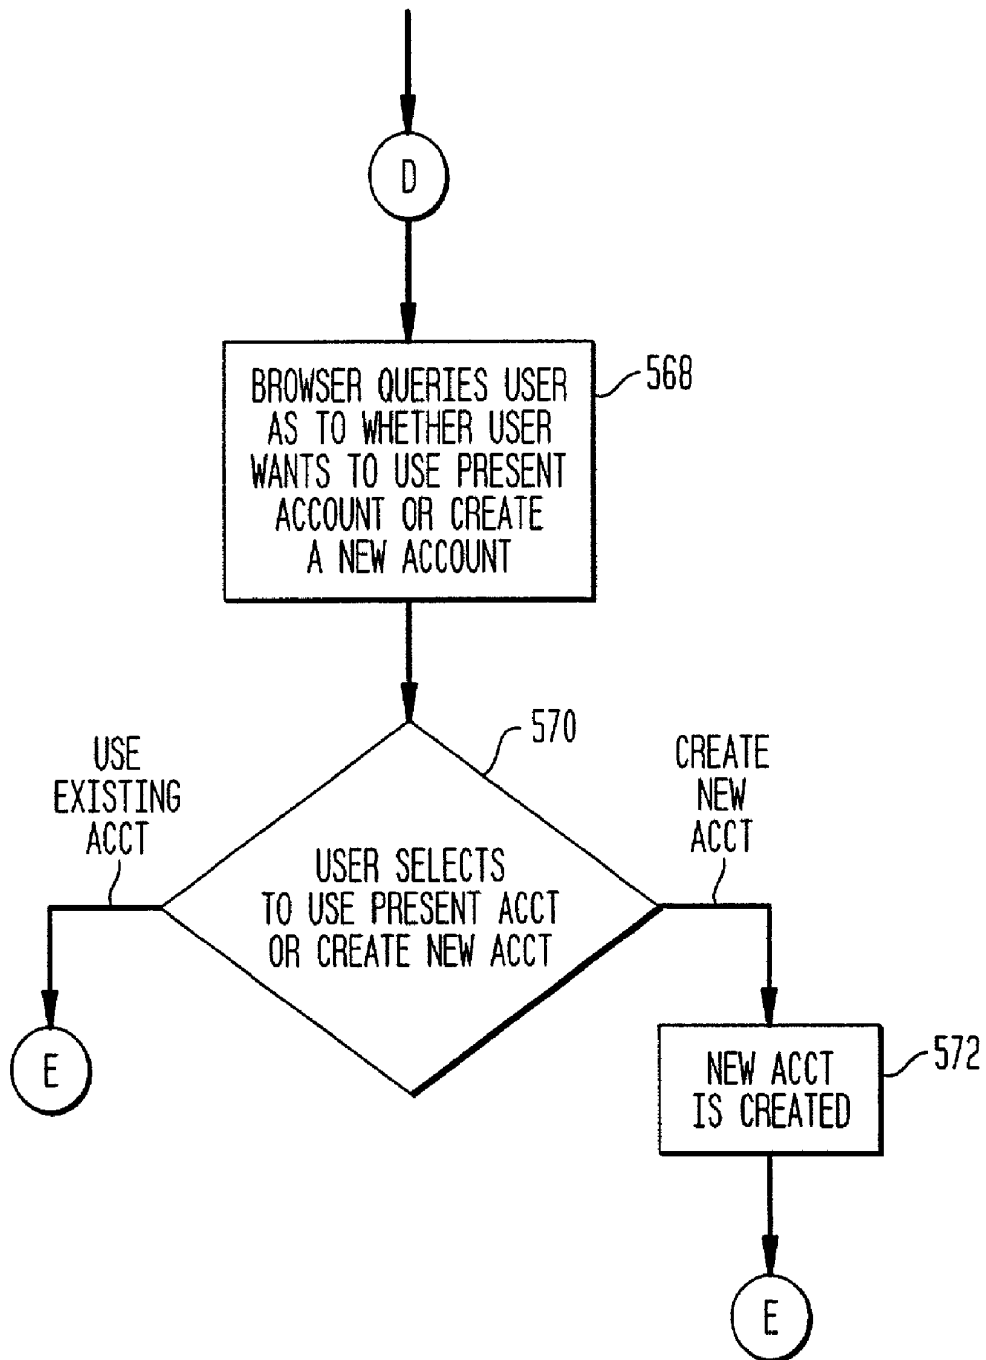 D
BROWSER QUERIES USER
AS TO WHETHER USER
WANTS TO USE PRESENT
ACCOUNT OR CREATE
A NEW ACCOUNT
568
570
USE
EXISTING
ACCT
CREATE
NEW
ACCT
USER SELECTS
TO USE PRESENT ACCT
OR CREATE NEW ACCT
E
NEW ACCT
IS CREATED
572
E